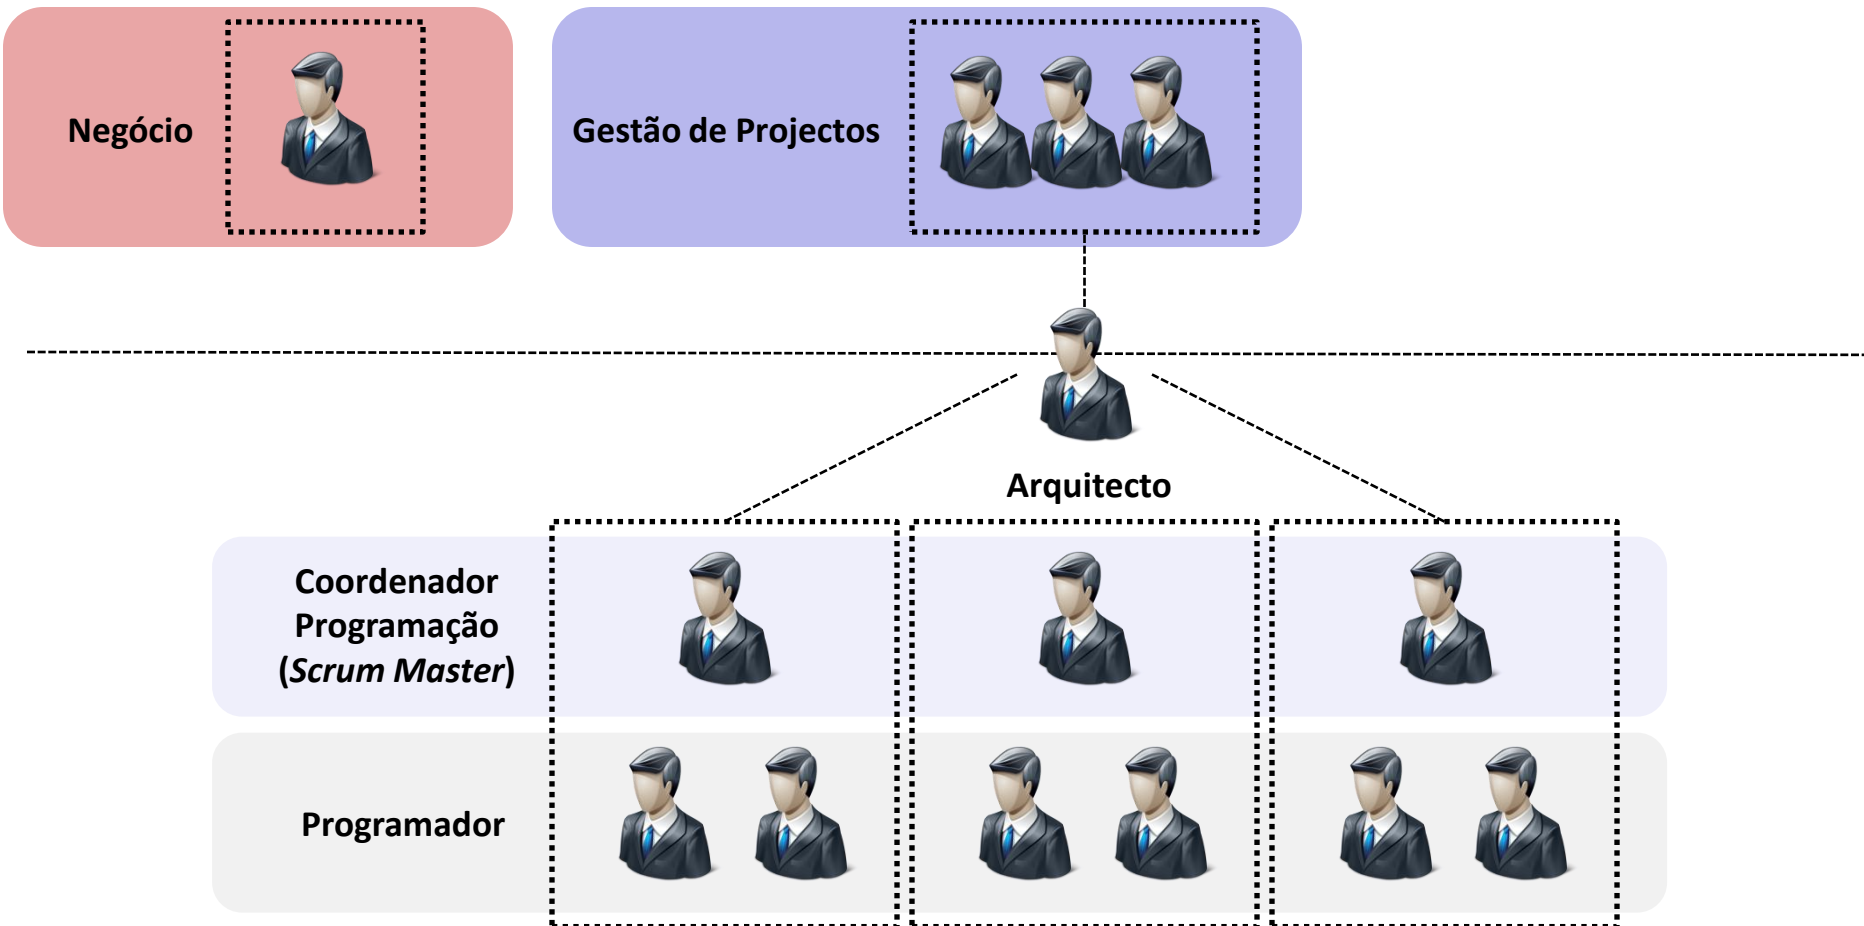 Negócio
Gestão de Projectos
Arquitecto
Coordenador
Programação
(Scrum Master)
Programador